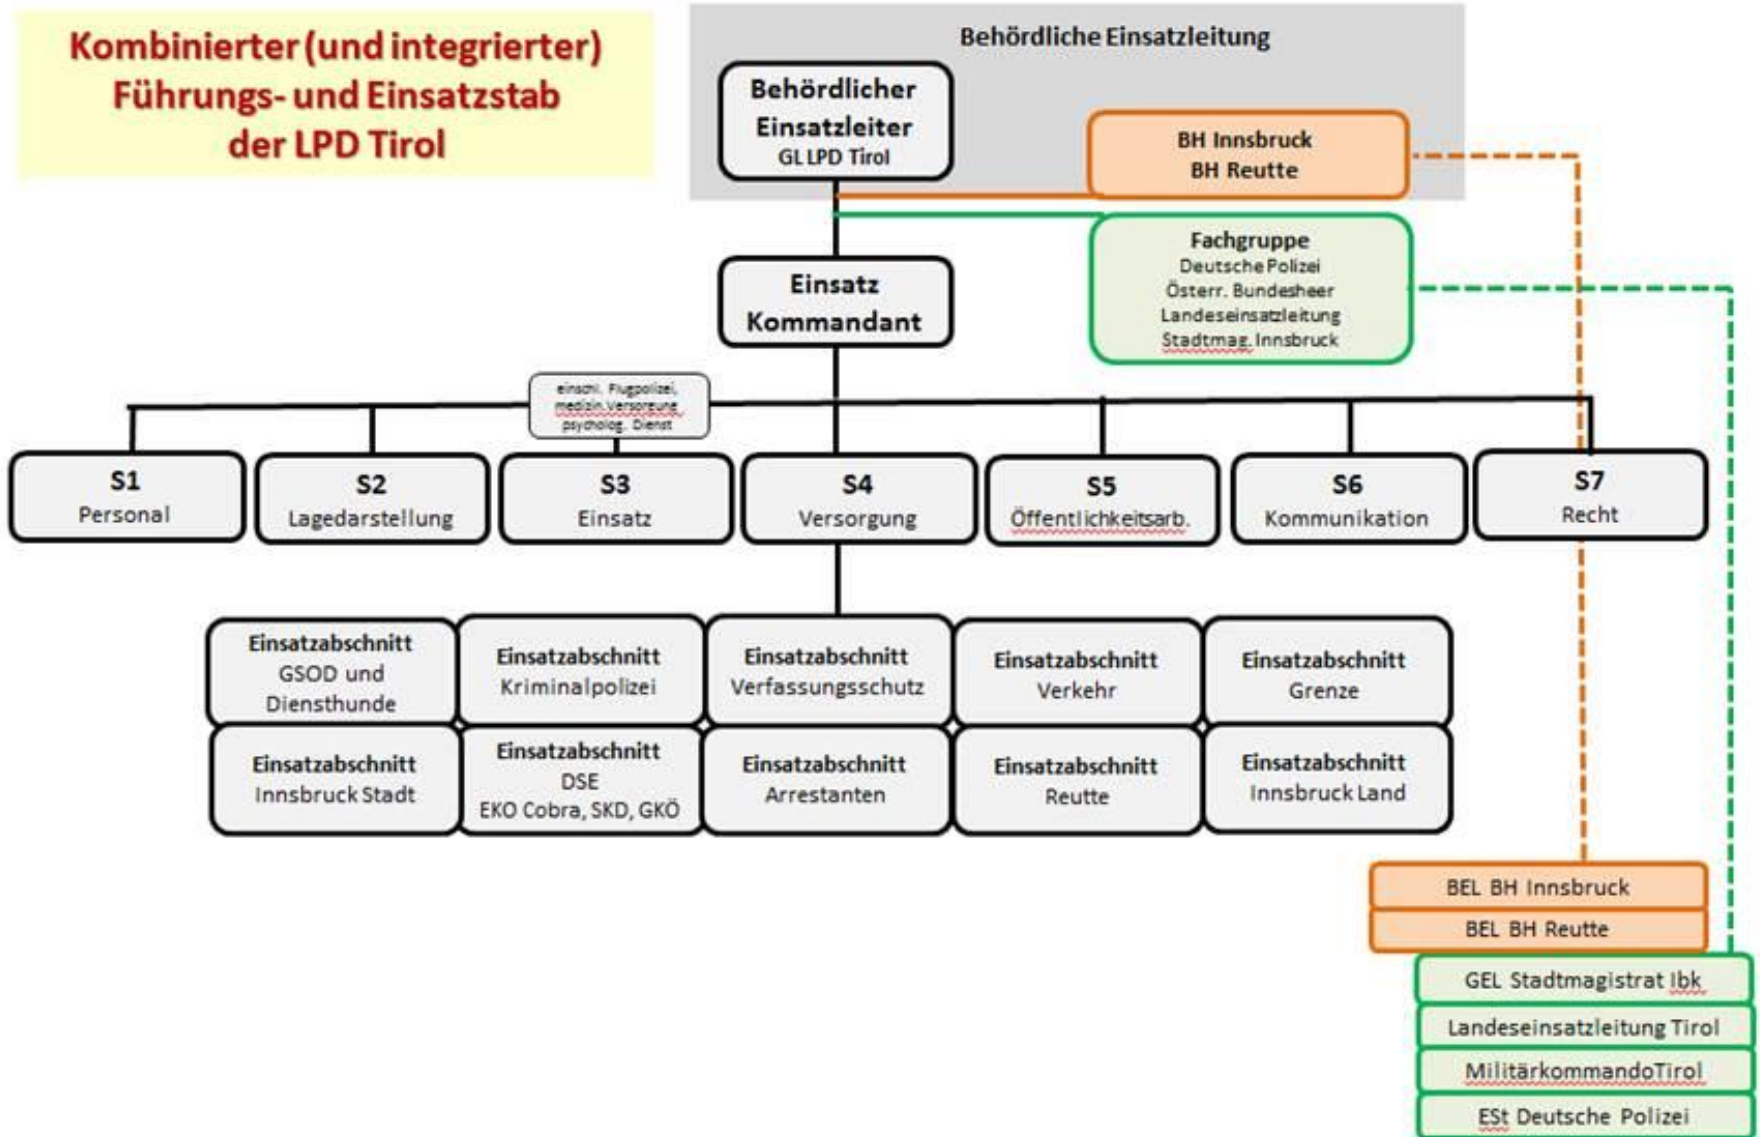 Kombinierter (und integrierter)
Führungs- und Einsatzstab
der LPD Tirol
Behördliche Einsatzleitung
Behördlicher
Einsatzleiter
GL LPD Tirol
BH Innsbruck
BH Reutte
Fachgruppe
Deutsche Polizei
Österr. Bundesheer
Landeseinsatzleitung
Stadtmag. Innsbruck
Einsatz
Kommandant
einschl. Flugpolizei,
medizin. Versorgung
psycholog. Dienst
S1
Personal
S2
Lagedarstellung
S3
Einsatz
S4
Versorgung
S5
Öffentlichkeitsarb.
S6
Kommunikation
S7
Recht
Einsatzabschnitt
GSOD und
Diensthunde
Einsatzabschnitt
Kriminalpolizei
Einsatzabschnitt
Verfassungsschutz
Einsatzabschnitt
Verkehr
Einsatzabschnitt
Grenze
Einsatzabschnitt
Innsbruck Stadt
Einsatzabschnitt
DSE
EKO Cobra, SKD, GKÖ
Einsatzabschnitt
Arrestanten
Einsatzabschnitt
Reutte
Einsatzabschnitt
Innsbruck Land
BEL BH Innsbruck
BEL BH Reutte
GEL Stadtmagistrat Ibk
Landeseinsatzleitung Tirol
MilitärkommandoTirol
ESt Deutsche Polizei